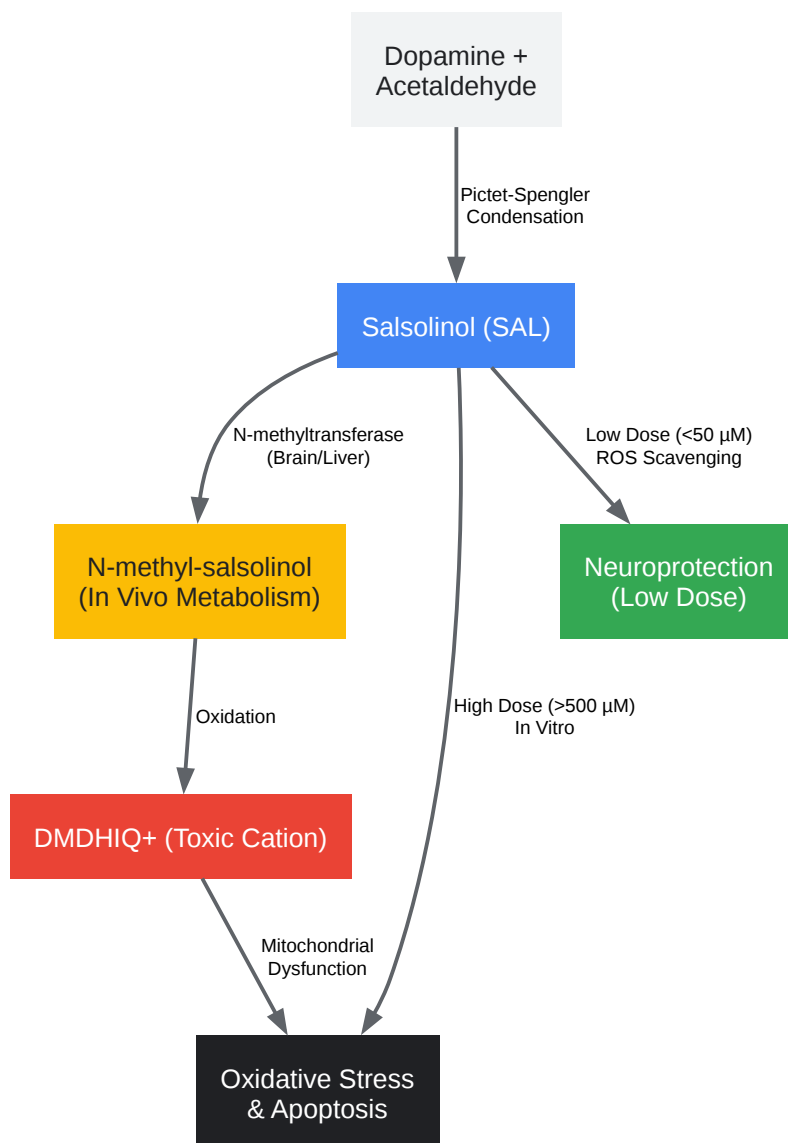 Dopamine +
Acetaldehyde
Pictet-Spengler
Condensation
Salsolinol (SAL)
N-methyltransferase
(Brain/Liver)
Low Dose (<50 µM)
ROS Scavenging
N-methyl-salsolinol
(In Vivo Metabolism)
Neuroprotection
(Low Dose)
Oxidation
High Dose (>500 µM)
In Vitro
DMDHIQ+ (Toxic Cation)
Mitochondrial
Dysfunction
Oxidative Stress
& Apoptosis